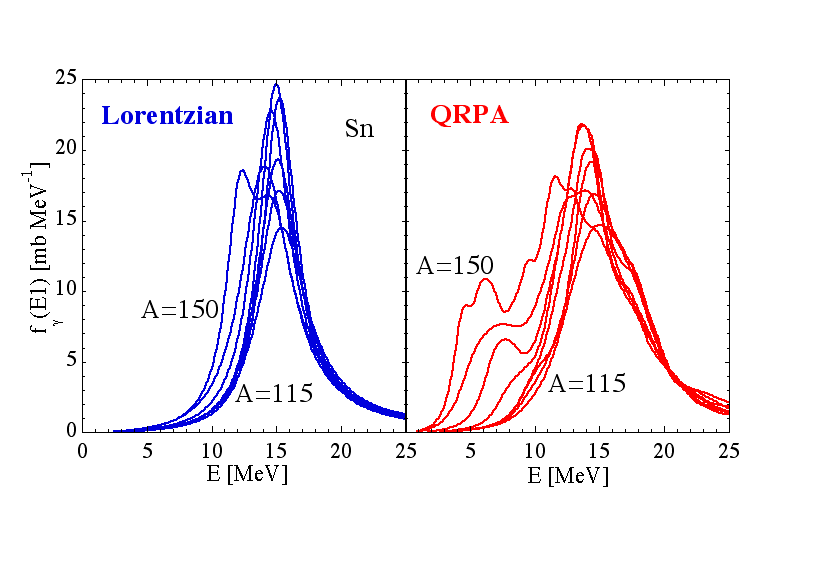 Lorentzian
QRPA
Sn
A=150
A=115
A=150
A=115
25
20
15
10
5
0
f (E1) [mb MeV⁻¹]
γ
0 5 10 15 20 25
5 10 15 20 25
E [MeV]
E [MeV]